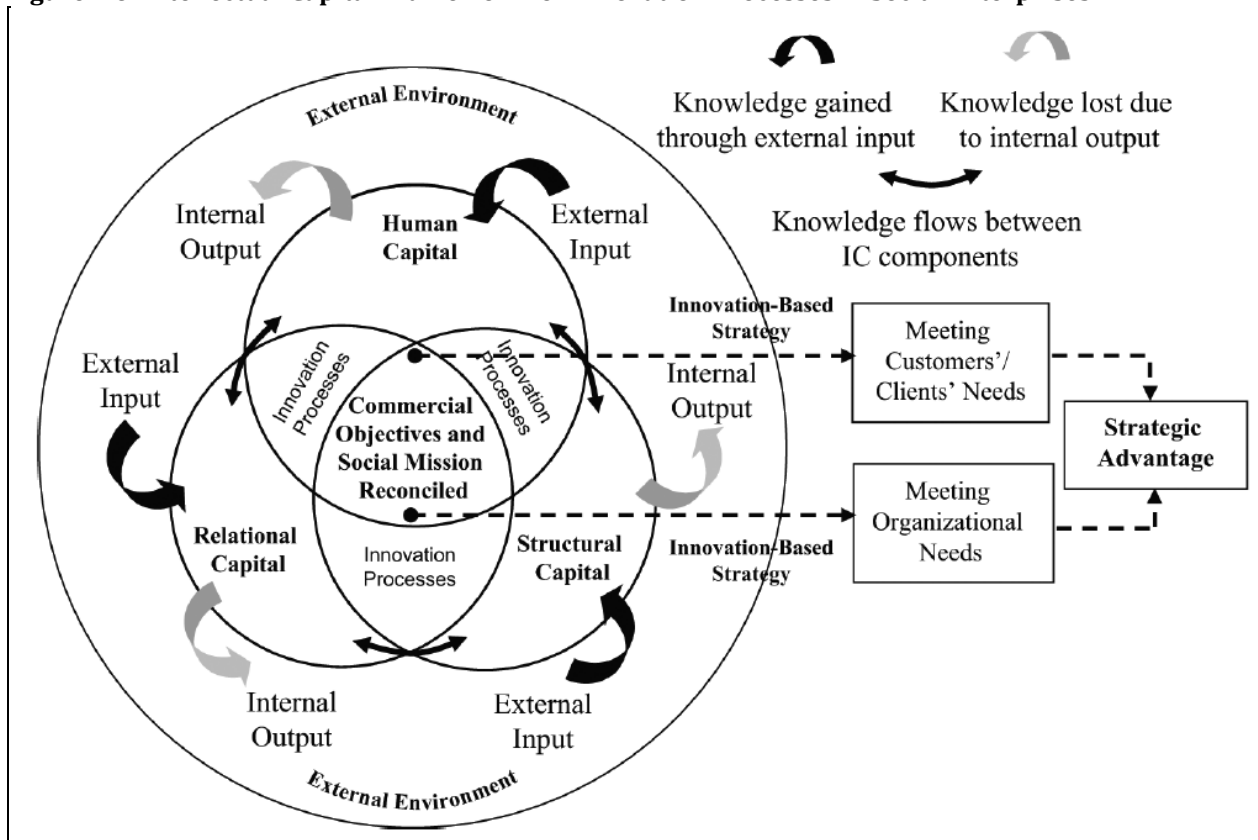 External Environment
Knowledge gained
through external input
Knowledge lost due
to internal output
Knowledge flows between
IC components
Internal
Output
Human
Capital
External
Input
External
Input
Innovation
Processes
Innovation
Processes
Commercial
Objectives and
Social Mission
Reconciled
Internal
Output
Innovation-Based
Strategy
Meeting
Customers'/
Clients' Needs
Strategic
Advantage
Relational
Capital
Innovation
Processes
Structural
Capital
Innovation-Based
Strategy
Meeting
Organizational
Needs
Internal
Output
External
Input
External Environment